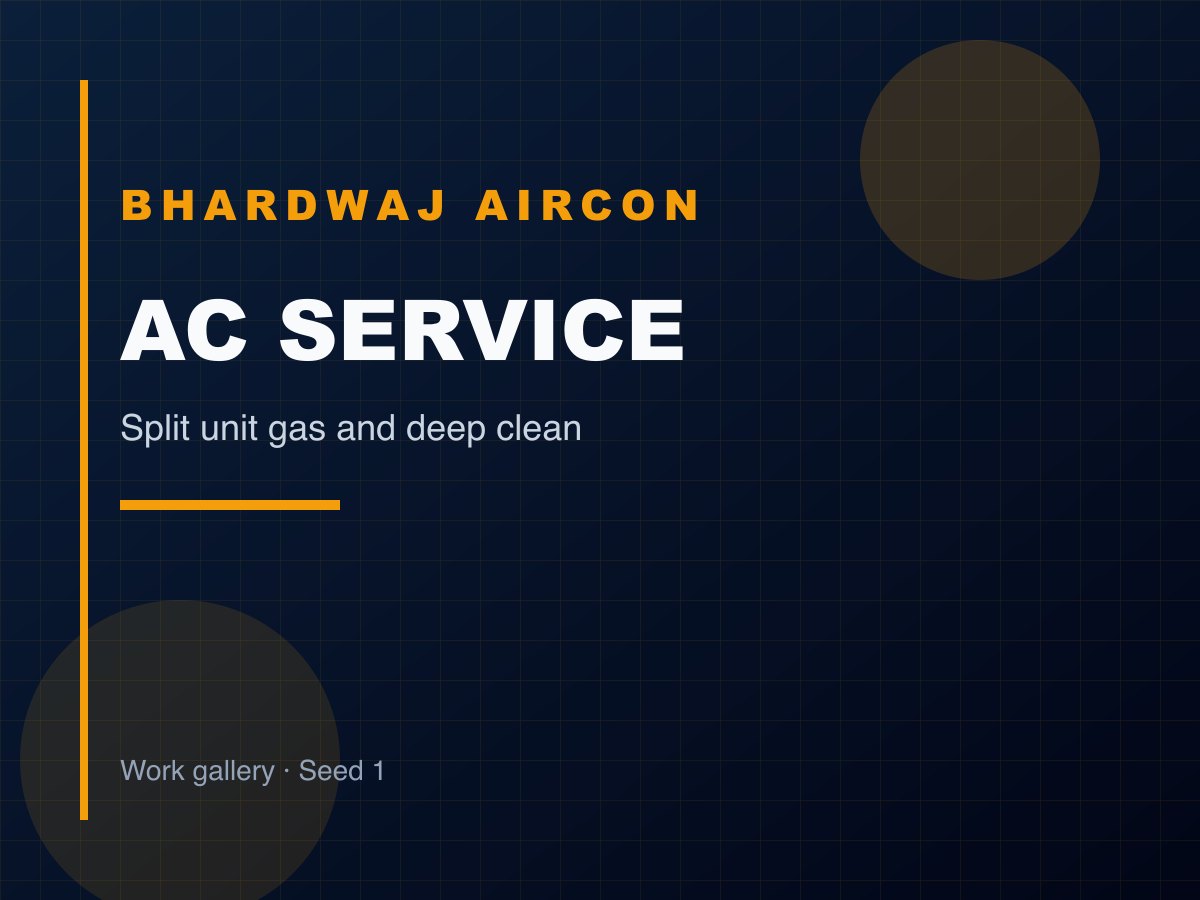 BHARDWAJ AIRCON
AC SERVICE
Split unit gas and deep clean
Work gallery · Seed 1